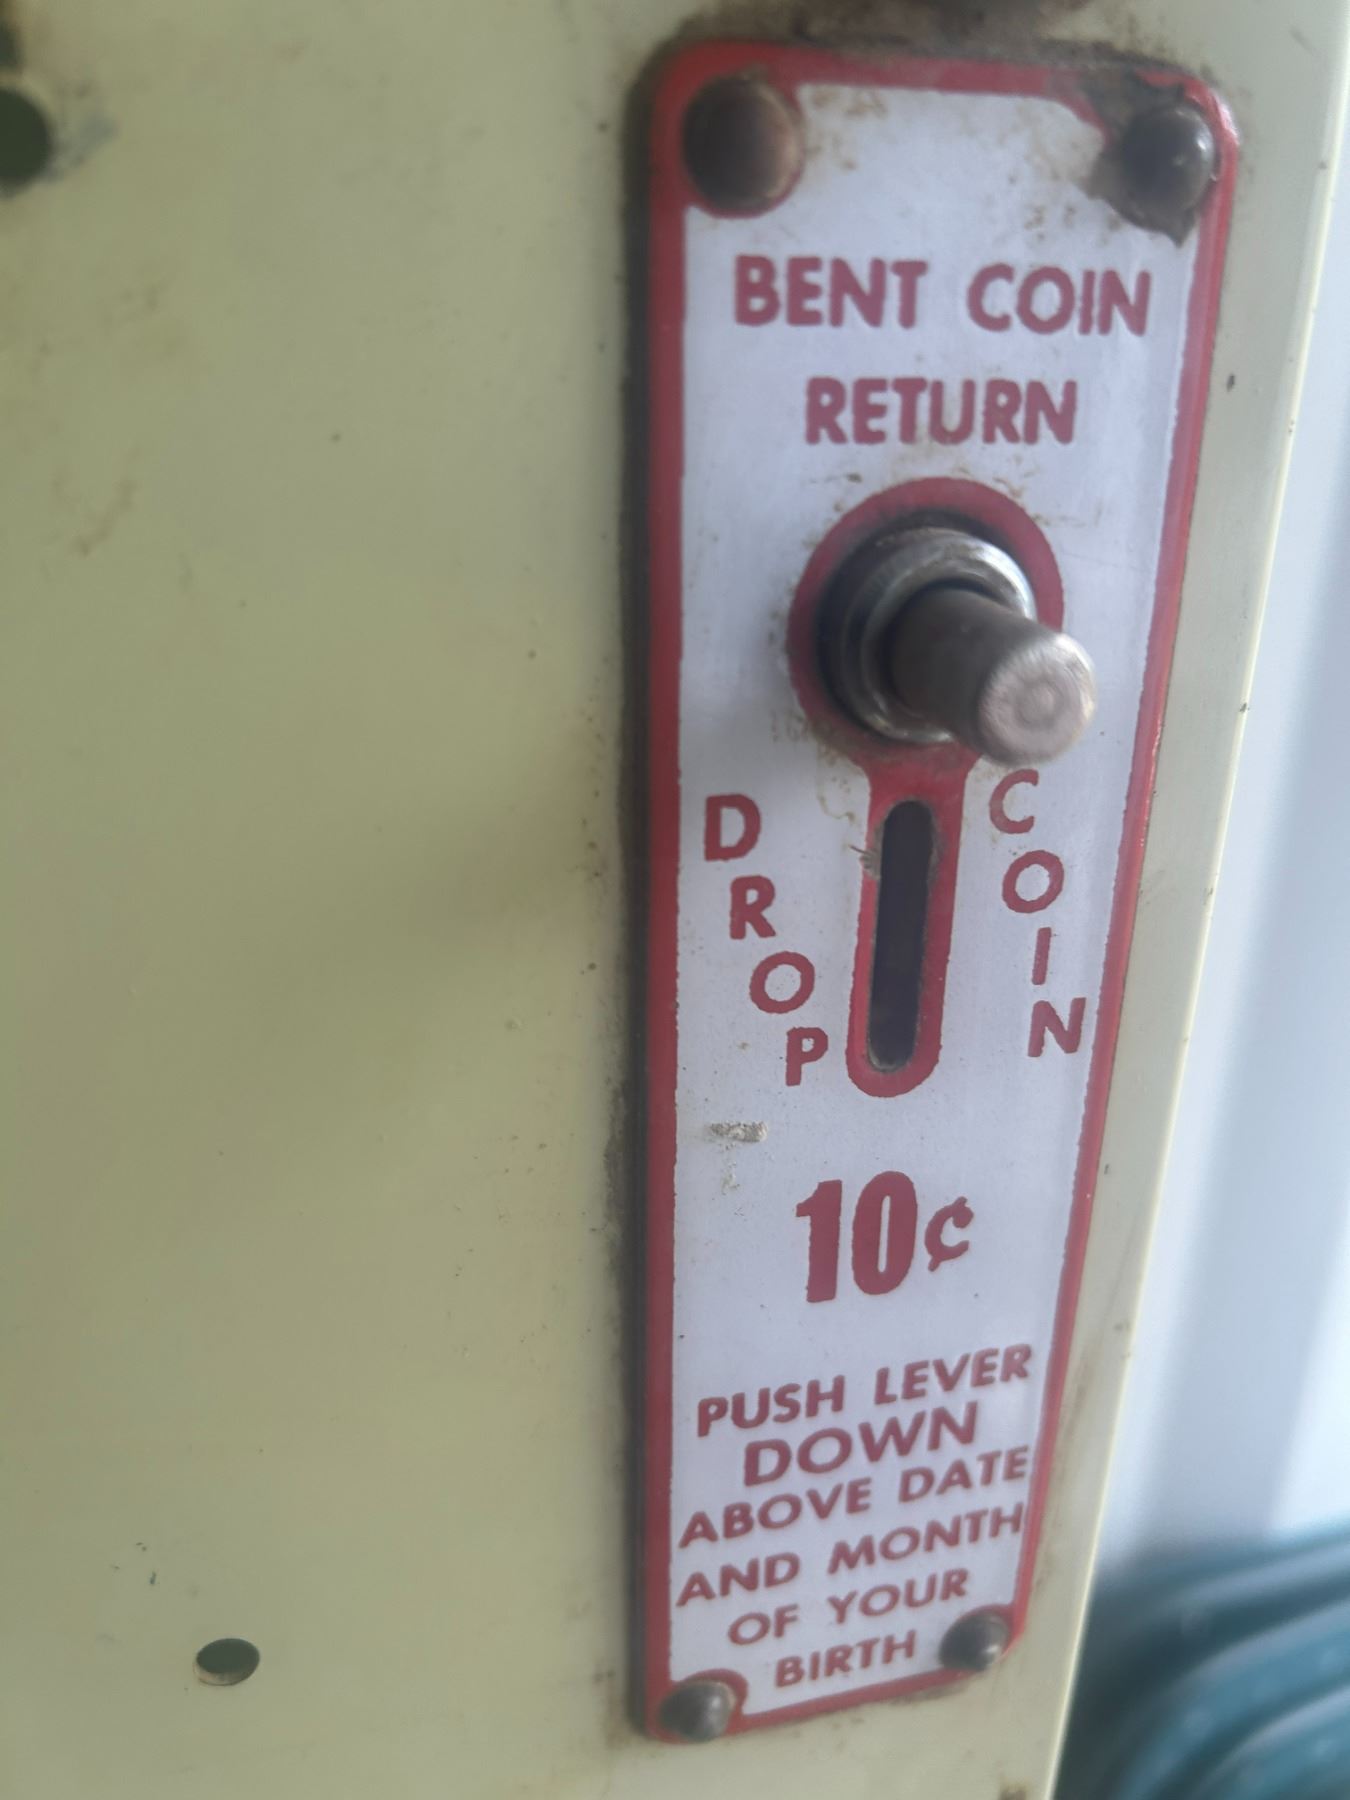 BENT COIN
RETURN
DROP
COIN
10¢
PUSH LEVER
DOWN
ABOVE DATE
AND MONTH
OF YOUR
BIRTH